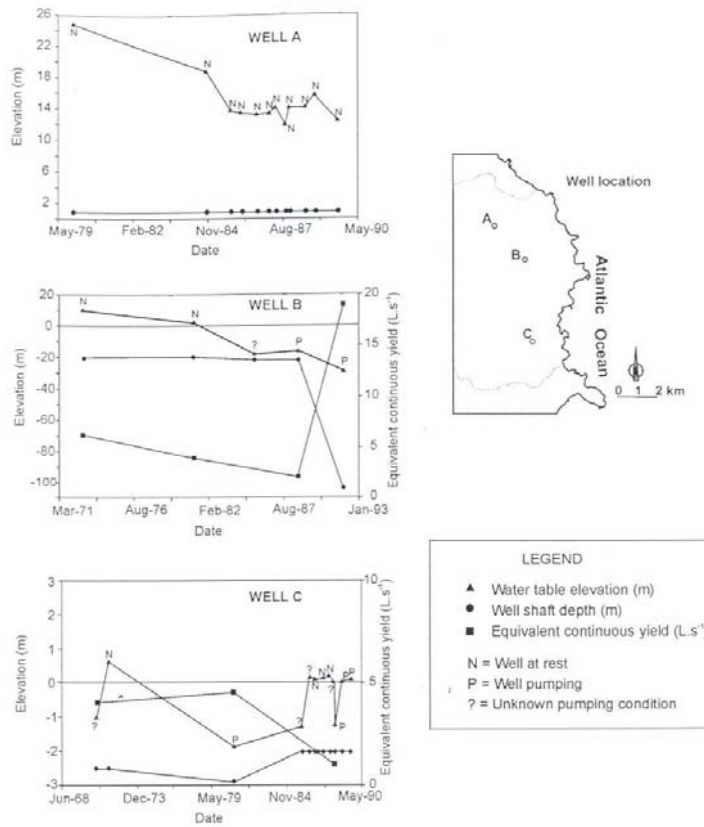 WELL A
Elevation (m)
26
22
18
14
10
6
2
N
N
N N N N N N N N N N
May-79 Feb-82 Nov-84 Aug-87 May-90
Date
WELL B
Elevation (m)
20
0
-20
-40
-60
-80
-100
N
N
?
P
P
20
15
10
5
0
Equivalent continuous yield (L.s⁻¹)
Mar-71 Aug-76 Feb-82 Aug-87 Jan-93
Date
WELL C
Elevation (m)
3
2
1
0
-1
-2
-3
?
N
P
?
?
N
N
N
?
P
P
P
10
5
0
Equivalent continuous yield (L.s⁻¹)
Jun-68 Dec-73 May-79 Nov-84 May-90
Date
Well location
A
B
C
Atlantic Ocean
N
0 1 2 km
LEGEND
▲ Water table elevation (m)
● Well shaft depth (m)
■ Equivalent continuous yield (L.s⁻¹)
N = Well at rest
P = Well pumping
? = Unknown pumping condition